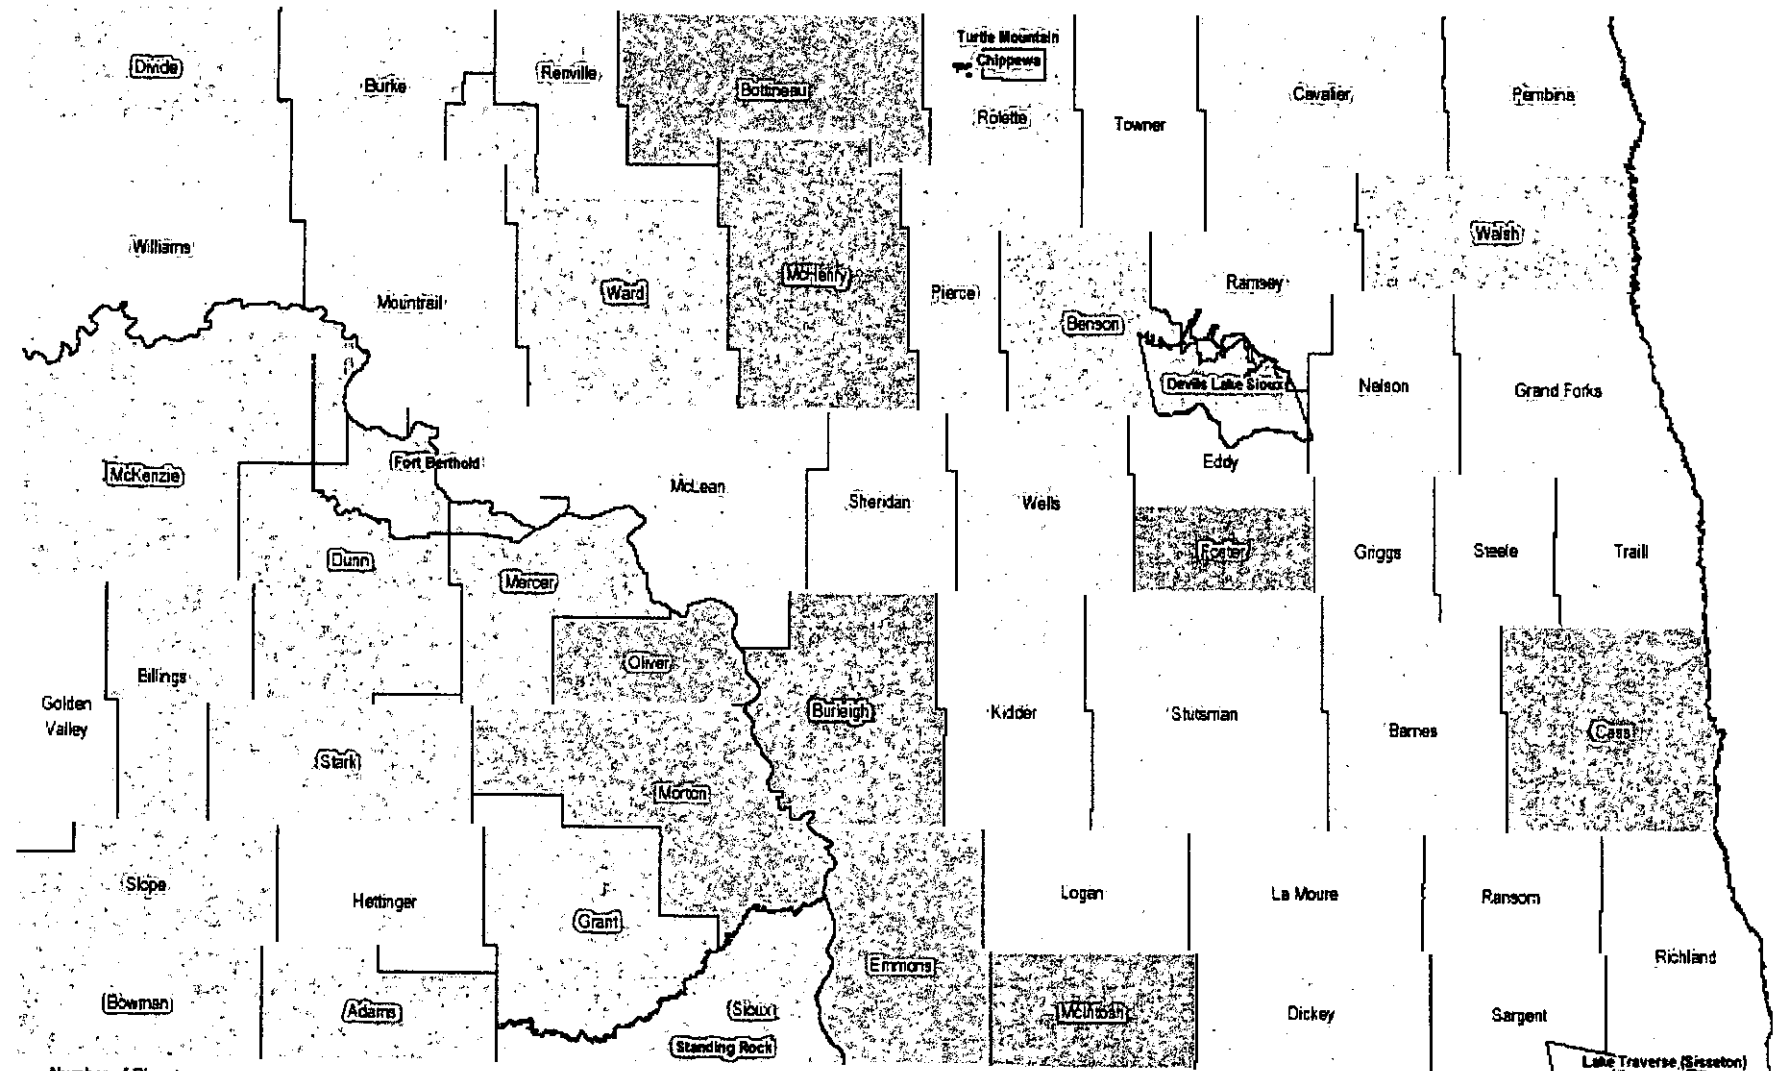 Turtle Mountain
Chippewa
Divide
Burke
Renville
Bottineau
Rolette
Towner
Cavalier
Pembina
Williams
Mountrail
Ward
McHenry
Pierce
Benson
Ramsey
Walsh
Devils Lake Sioux
Nelson
Grand Forks
McKenzie
Fort Berthold
McLean
Sheridan
Wells
Eddy
Foster
Griggs
Steele
Traill
Dunn
Mercer
Oliver
Golden
Valley
Billings
Stark
Morton
Burleigh
Kidder
Stutsman
Barnes
Cass
Slope
Hettinger
Grant
Emmons
Logan
La Moure
Ransom
Richland
Bowman
Adams
Sioux
Standing Rock
McIntosh
Dickey
Sargent
Lake Traverse (Sisseton)